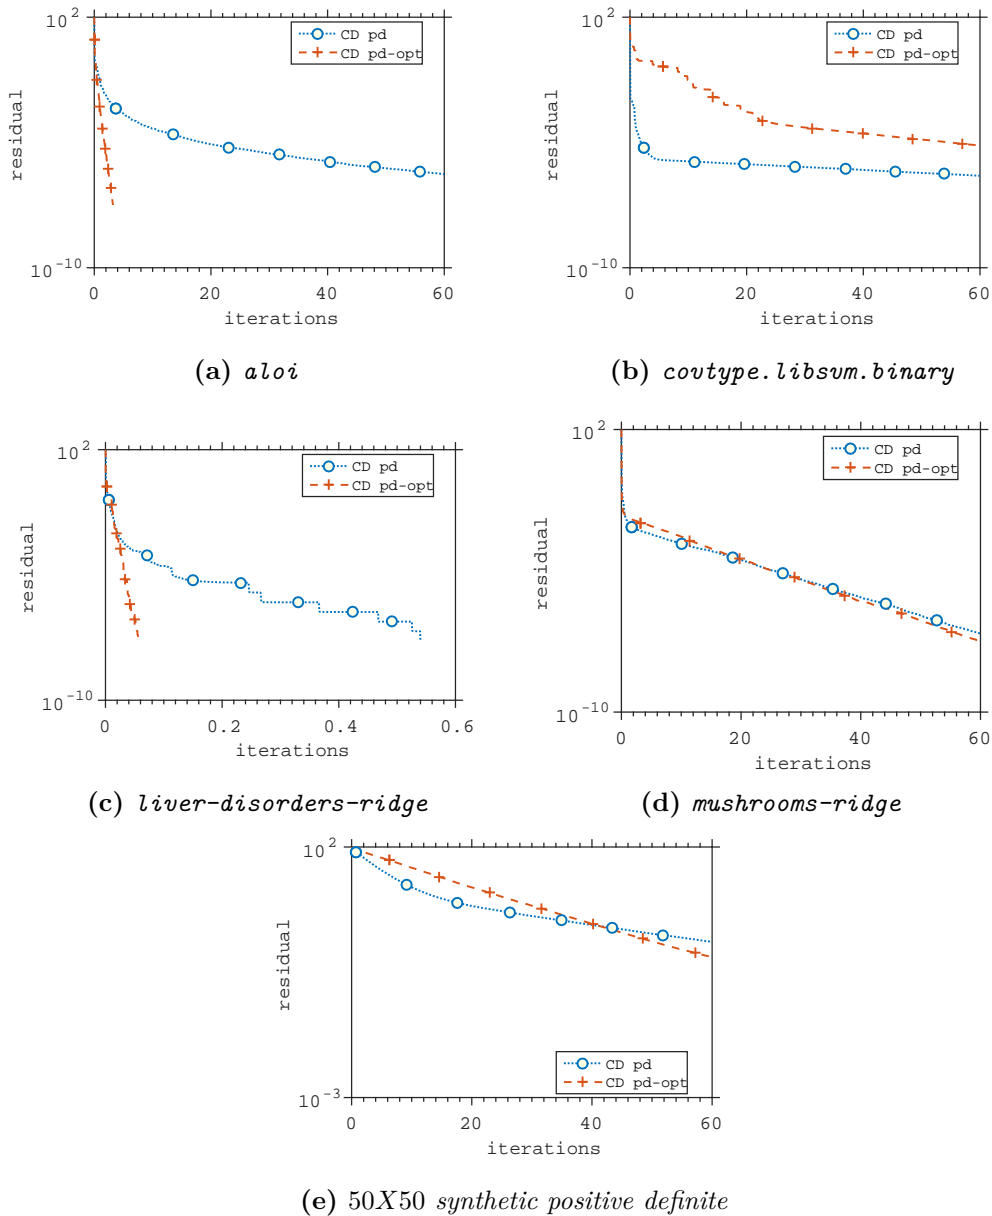 10^2
CD pd
CD pd-opt
residual
10^-10
0 20 40 60
iterations
(a) aloi
10^2
CD pd
CD pd-opt
residual
10^-10
0 20 40 60
iterations
(b) covtype.libsvm.binary
10^2
CD pd
CD pd-opt
residual
10^-10
0 0.2 0.4 0.6
iterations
(c) liver-disorders-ridge
10^2
CD pd
CD pd-opt
residual
10^-10
0 20 40 60
iterations
(d) mushrooms-ridge
10^2
residual
CD pd
CD pd-opt
10^-3
0 20 40 60
iterations
(e) 50X50 synthetic positive definite